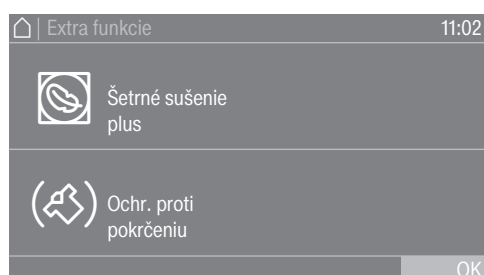 Extra funkcie 11:02
Šetrné sušenie
plus
Ochr. proti
pokrčeniu
OK